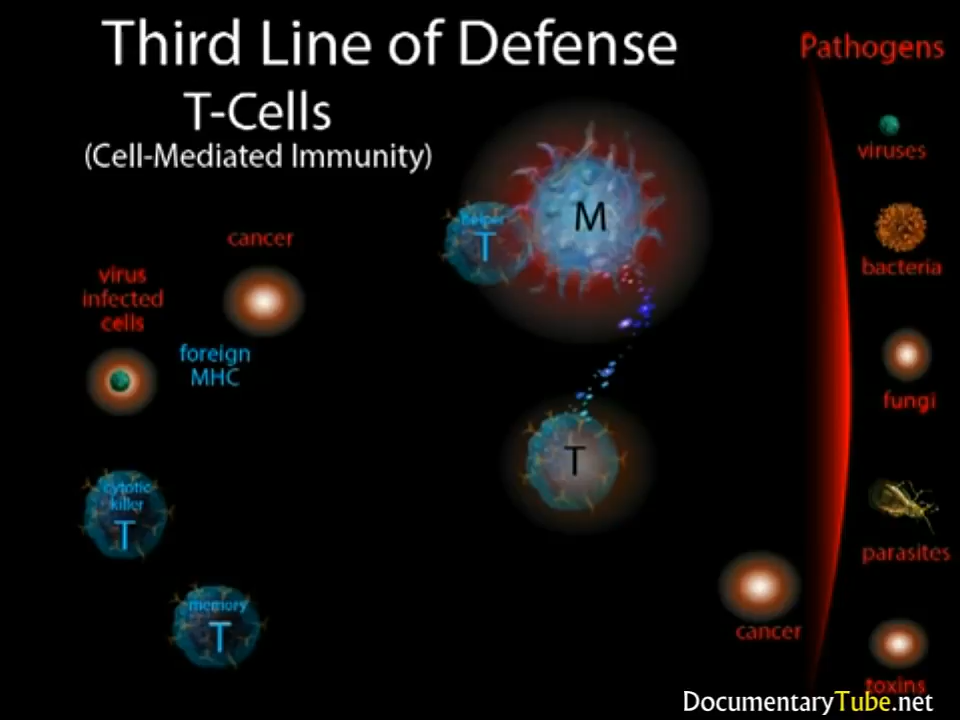 Third Line of Defense
T-Cells
(Cell-Mediated Immunity)
Pathogens
viruses
bacteria
fungi
parasites
toxins
helper
T
M
cancer
virus
infected
cells
foreign
MHC
T
cytotic
killer
T
memory
T
cancer
DocumentaryTube.net